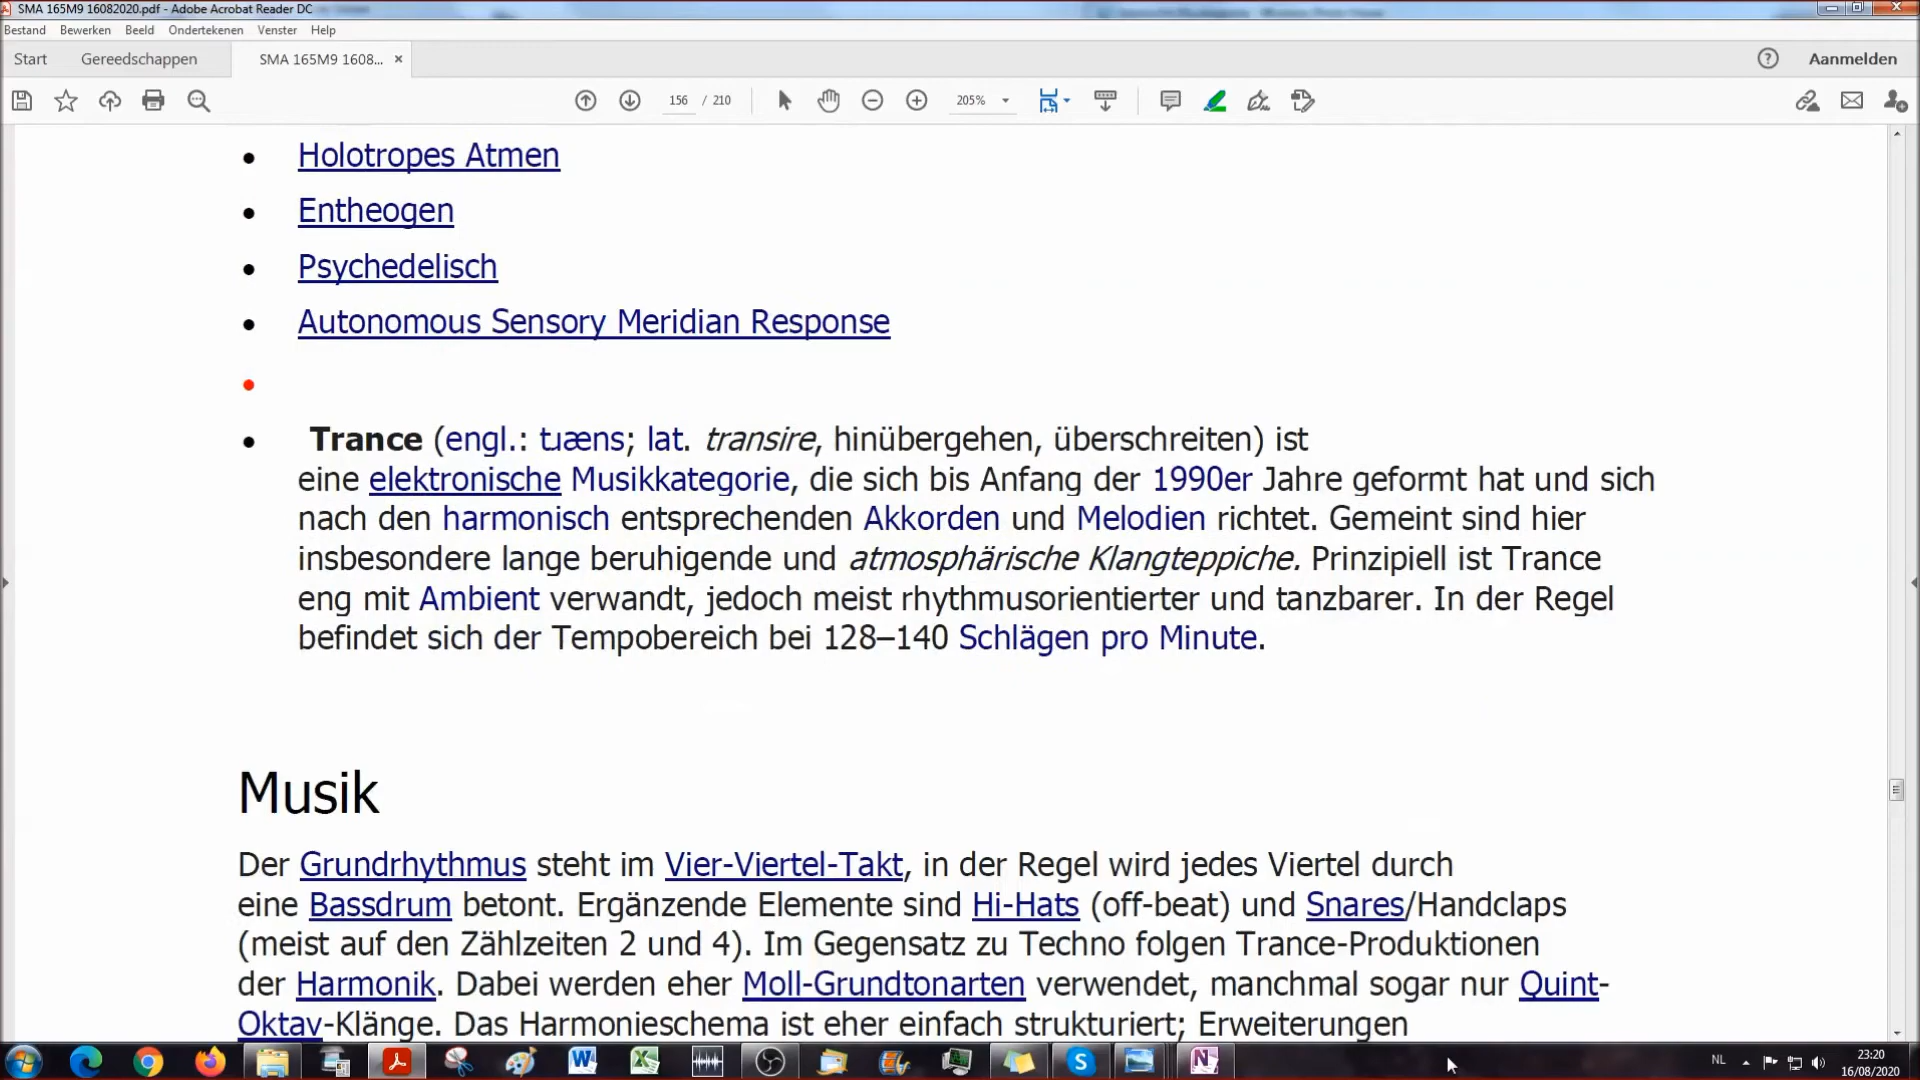 SMA 165M9 16082020.pdf - Adobe Acrobat Reader DC
Bestand Bewerken Beeld Ondertekenen Venster Help
Start Gereedschappen SMA 165M9 1608... × Aanmelden
156 / 210 205%
• Holotropes Atmen
• Entheogen
• Psychedelisch
• Autonomous Sensory Meridian Response
•
• Trance (engl.: tɹæns; lat. transire, hinübergehen, überschreiten) ist
eine elektronische Musikkategorie, die sich bis Anfang der 1990er Jahre geformt hat und sich
nach den harmonisch entsprechenden Akkorden und Melodien richtet. Gemeint sind hier
insbesondere lange beruhigende und atmosphärische Klangteppiche. Prinzipiell ist Trance
eng mit Ambient verwandt, jedoch meist rhythmusorientierter und tanzbarer. In der Regel
befindet sich der Tempobereich bei 128–140 Schlägen pro Minute.
Musik
Der Grundrhythmus steht im Vier-Viertel-Takt, in der Regel wird jedes Viertel durch
eine Bassdrum betont. Ergänzende Elemente sind Hi-Hats (off-beat) und Snares/Handclaps
(meist auf den Zählzeiten 2 und 4). Im Gegensatz zu Techno folgen Trance-Produktionen
der Harmonik. Dabei werden eher Moll-Grundtonarten verwendet, manchmal sogar nur Quint-
Oktav-Klänge. Das Harmonieschema ist eher einfach strukturiert; Erweiterungen
NL 23:20
16/08/2020